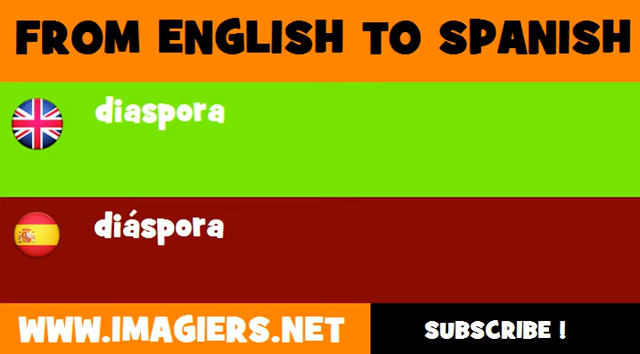 FROM ENGLISH TO SPANISH
diaspora
diáspora
WWW.IMAGIERS.NET
SUBSCRIBE !